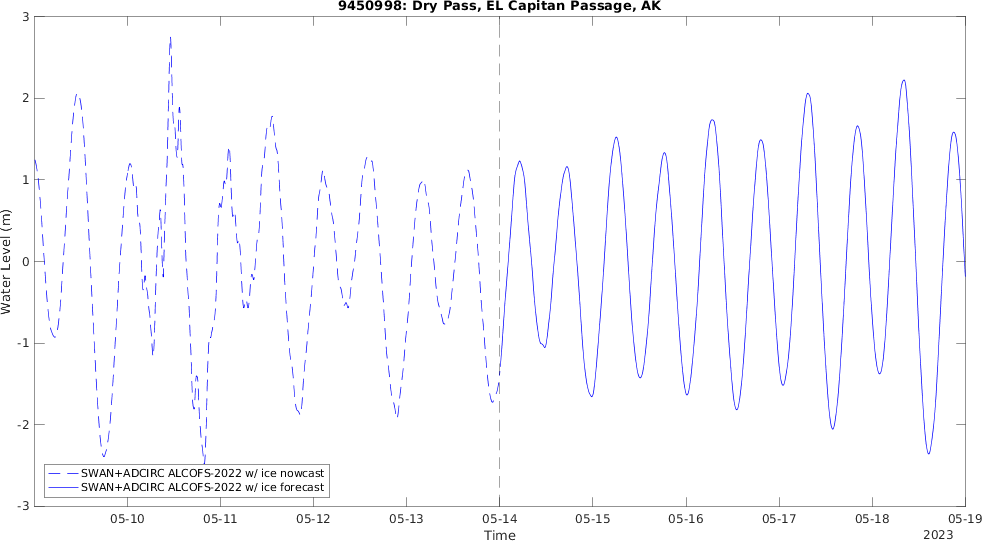 9450998: Dry Pass, EL Capitan Passage, AK
3
2
1
0
-1
-2
-3
Water Level (m)
SWAN+ADCIRC ALCOFS-2022 w/ ice nowcast
SWAN+ADCIRC ALCOFS-2022 w/ ice forecast
05-10 05-11 05-12 05-13 05-14 05-15 05-16 05-17 05-18 05-19
Time
2023